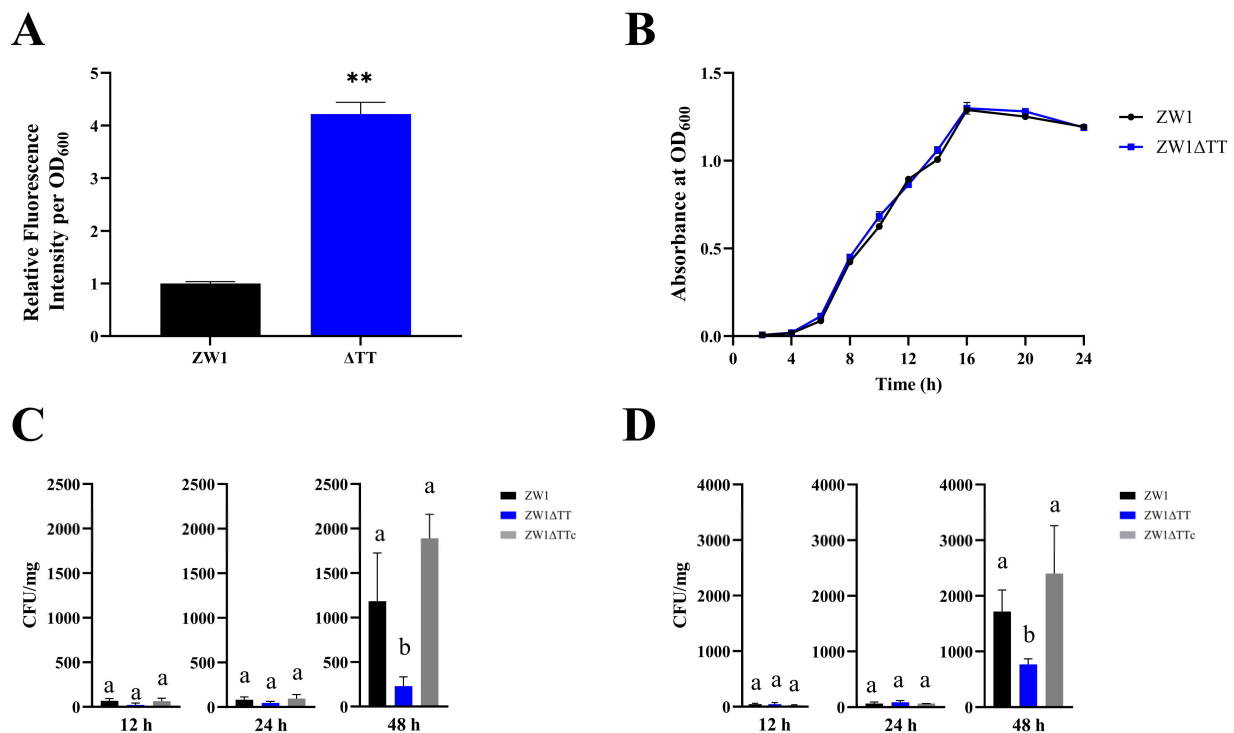 A
Relative Fluorescence
Intensity per OD600
5
4
3
2
1
0
**
ZW1
ΔTT
B
Absorbance at OD600
1.5
1.0
0.5
0.0
0 4 8 12 16 20 24
Time (h)
ZW1
ZW1ΔTT
C
CFU/mg
2500
2000
1500
1000
500
0
a a a
12 h
2500
2000
1500
1000
500
0
a a a
24 h
2500
2000
1500
1000
500
0
a b a
48 h
ZW1
ZW1ΔTT
ZW1ΔTTc
D
CFU/mg
4000
3000
2000
1000
0
a a a
12 h
4000
3000
2000
1000
0
a a a
24 h
4000
3000
2000
1000
0
a b a
48 h
ZW1
ZW1ΔTT
ZW1ΔTTc